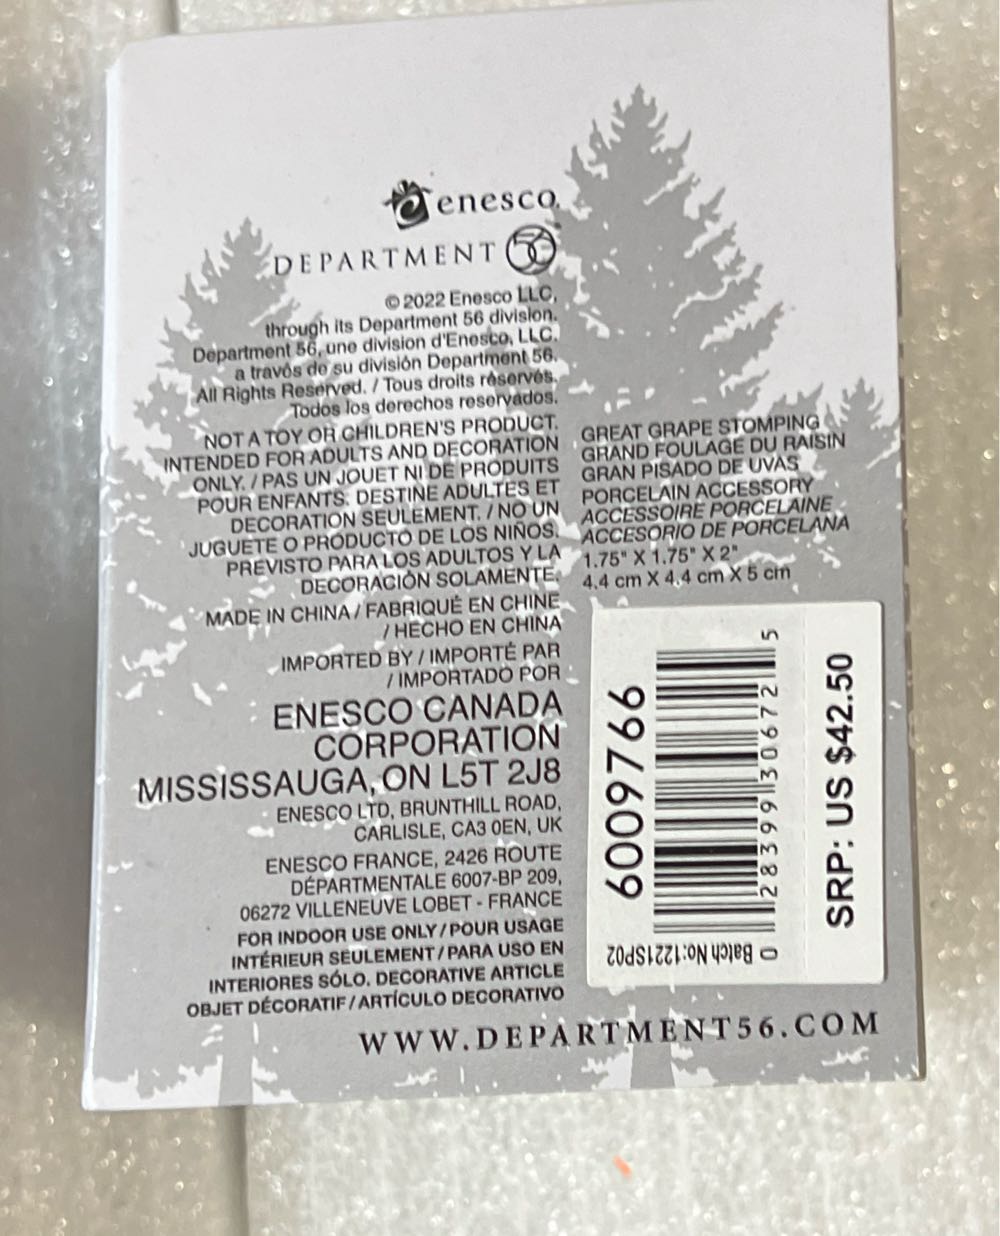 enesco.
DEPARTMENT 56
© 2022 Enesco LLC,
through its Department 56 division.
Department 56, une division d'Enesco, LLC.
a través de su división Department 56.
All Rights Reserved. / Tous droits réservés.
Todos los derechos reservados.
NOT A TOY OR CHILDREN'S PRODUCT.
INTENDED FOR ADULTS AND DECORATION
ONLY. / PAS UN JOUET NI DE PRODUITS
POUR ENFANTS. DESTINE ADULTES ET
DECORATION SEULEMENT. / NO UN
JUGUETE O PRODUCTO DE LOS NIÑOS.
PREVISTO PARA LOS ADULTOS Y LA
DECORACIÓN SOLAMENTE.
MADE IN CHINA / FABRIQUÉ EN CHINE
/ HECHO EN CHINA
IMPORTED BY / IMPORTÉ PAR
/ IMPORTADO POR
ENESCO CANADA
CORPORATION
MISSISSAUGA, ON L5T 2J8
ENESCO LTD, BRUNTHILL ROAD,
CARLISLE, CA3 0EN, UK
ENESCO FRANCE, 2426 ROUTE
DÉPARTMENTALE 6007-BP 209,
06272 VILLENEUVE LOBET - FRANCE
FOR INDOOR USE ONLY / POUR USAGE
INTÉRIEUR SEULEMENT / PARA USO EN
INTERIORES SÓLO. DECORATIVE ARTICLE
OBJET DÉCORATIF / ARTÍCULO DECORATIVO
GREAT GRAPE STOMPING
GRAND FOULAGE DU RAISIN
GRAN PISADO DE UVAS
PORCELAIN ACCESSORY
ACCESSOIRE PORCELAINE
ACCESORIO DE PORCELANA
1.75" X 1.75" X 2"
4.4 cm X 4.4 cm X 5 cm
6009766
0 28399 30672 5
SRP: US $42.50
Batch No:1221SP02
WWW.DEPARTMENT56.COM